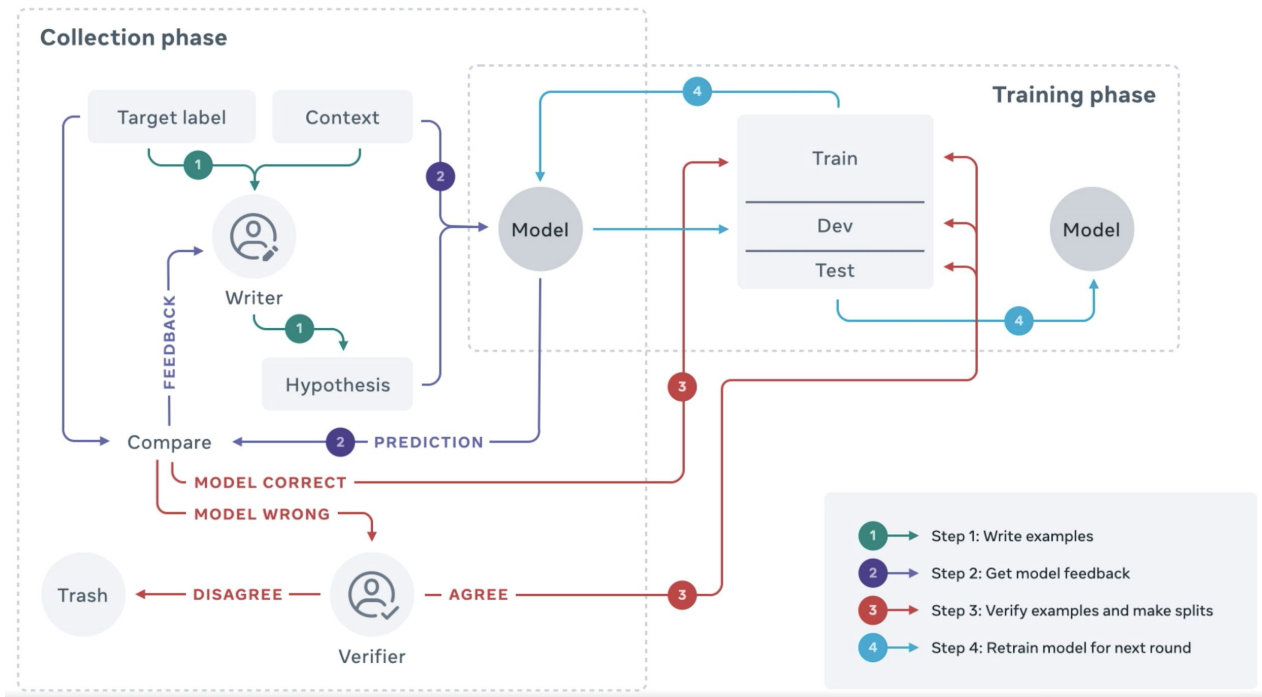 Collection phase
Training phase
4
Target label
Context
1
2
Train
Model
Dev
Test
Model
Writer
FEEDBACK
1
4
Hypothesis
3
Compare
2
PREDICTION
MODEL CORRECT
MODEL WRONG
Trash
DISAGREE
AGREE
3
Verifier
1 Step 1: Write examples
2 Step 2: Get model feedback
3 Step 3: Verify examples and make splits
4 Step 4: Retrain model for next round